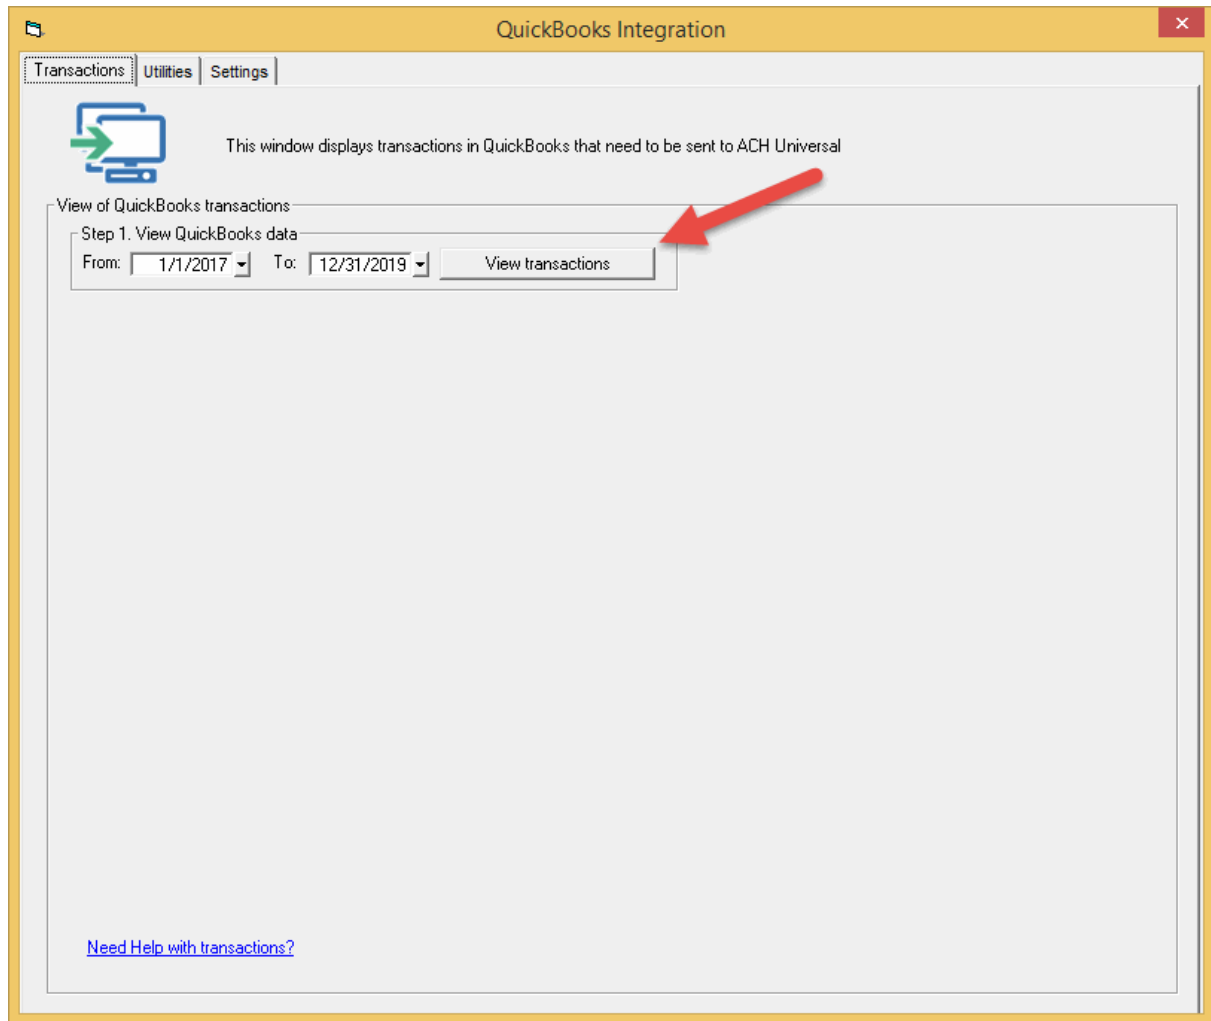 QuickBooks Integration
Transactions Utilities Settings
This window displays transactions in QuickBooks that need to be sent to ACH Universal
View of QuickBooks transactions
Step 1. View QuickBooks data
From: 1/1/2017 To: 12/31/2019 View transactions
Need Help with transactions?